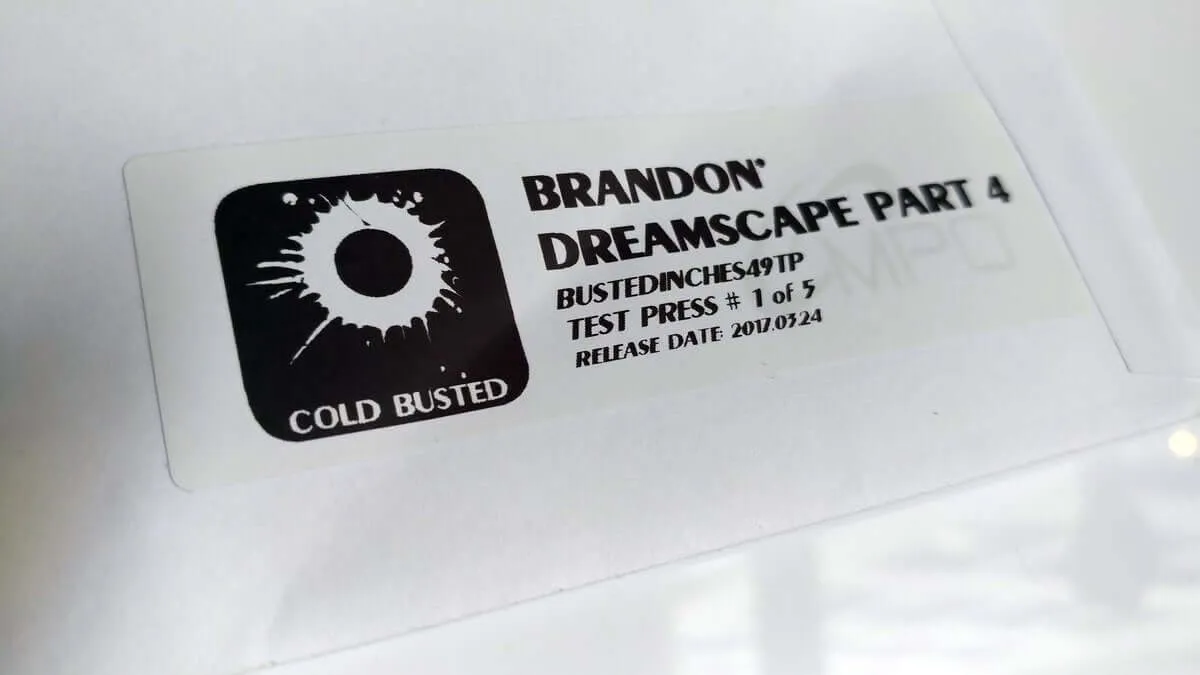 COLD BUSTED
BRANDON'
DREAMSCAPE PART 4
BUSTEDINCHES49TP
TEST PRESS # 1 of 5
RELEASE DATE: 2017.03.24